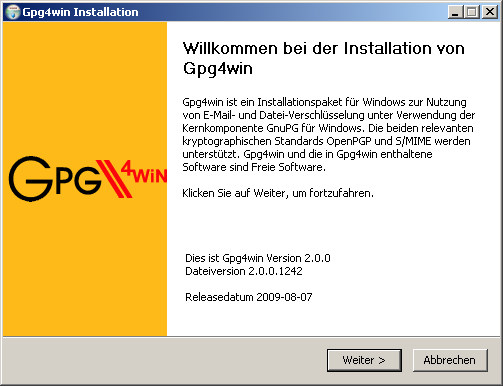 Gpg4win Installation
Willkommen bei der Installation von
Gpg4win
Gpg4win ist ein Installationspaket für Windows zur Nutzung
von E-Mail- und Datei-Verschlüsselung unter Verwendung der
Kernkomponente GnuPG für Windows. Die beiden relevanten
kryptographischen Standards OpenPGP und S/MIME werden
unterstützt. Gpg4win und die in Gpg4win enthaltene
Software sind Freie Software.
Klicken Sie auf Weiter, um fortzufahren.
GPG4WIN
Dies ist Gpg4win Version 2.0.0
Dateiversion 2.0.0.1242
Releasedatum 2009-08-07
Weiter >
Abbrechen